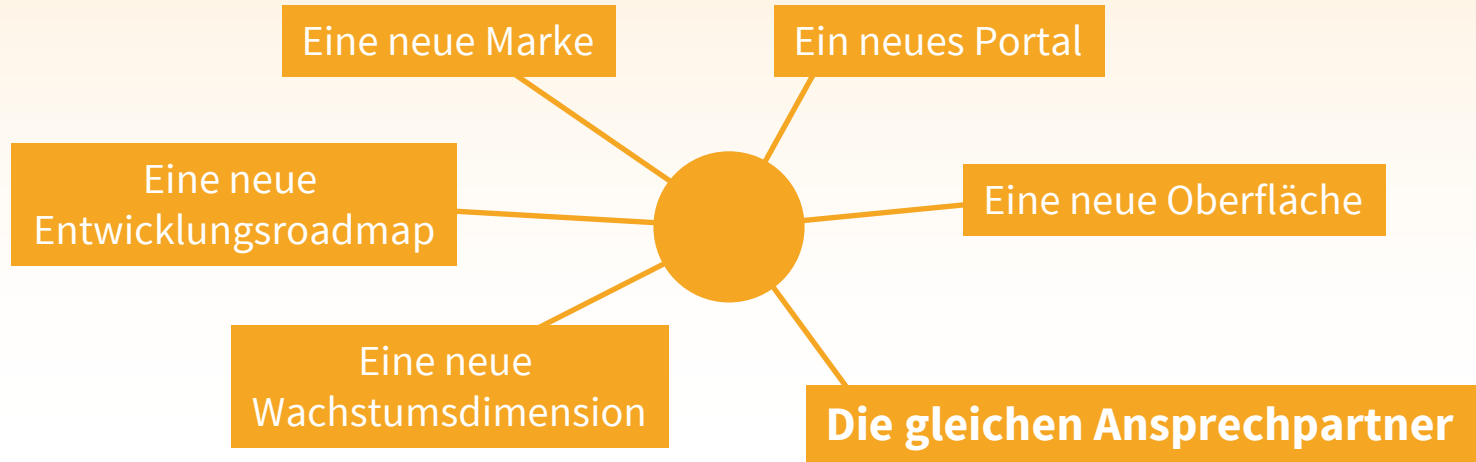 Eine neue Marke
Ein neues Portal
Eine neue
Entwicklungsroadmap
Eine neue Oberfläche
Eine neue
Wachstumsdimension
Die gleichen Ansprechpartner